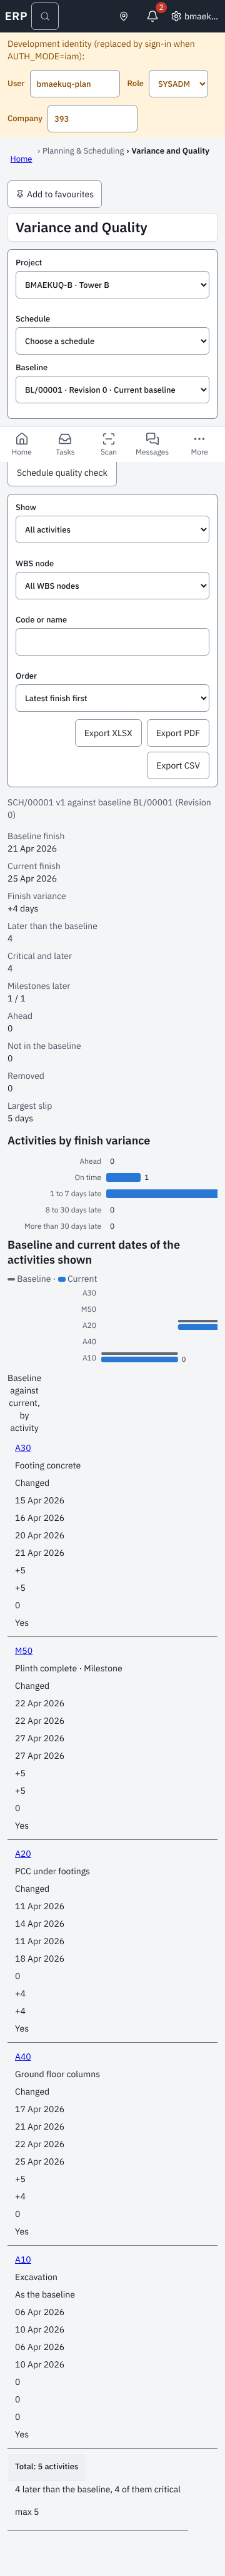 ERP
2
bmaek...
Development identity (replaced by sign-in when
AUTH_MODE=iam):
User bmaekuq-plan Role SYSADM
Company 393
Home › Planning & Scheduling › Variance and Quality
Add to favourites
Variance and Quality
Project
BMAEKUQ-B · Tower B
Schedule
Choose a schedule
Baseline
BL/00001 · Revision 0 · Current baseline
Home Tasks Scan Messages More
Schedule quality check
Show
All activities
WBS node
All WBS nodes
Code or name
Order
Latest finish first
Export XLSX Export PDF
Export CSV
SCH/00001 v1 against baseline BL/00001 (Revision
0)
Baseline finish
21 Apr 2026
Current finish
25 Apr 2026
Finish variance
+4 days
Later than the baseline
4
Critical and later
4
Milestones later
1 / 1
Ahead
0
Not in the baseline
0
Removed
0
Largest slip
5 days
Activities by finish variance
Ahead 0
On time 1
1 to 7 days late
8 to 30 days late 0
More than 30 days late 0
Baseline and current dates of the
activities shown
Baseline · Current
A30
M50
A20
A40
A10 0
Baseline
against
current,
by
activity
A30
Footing concrete
Changed
15 Apr 2026
16 Apr 2026
20 Apr 2026
21 Apr 2026
+5
+5
0
Yes
M50
Plinth complete · Milestone
Changed
22 Apr 2026
22 Apr 2026
27 Apr 2026
27 Apr 2026
+5
+5
0
Yes
A20
PCC under footings
Changed
11 Apr 2026
14 Apr 2026
11 Apr 2026
18 Apr 2026
0
+4
+4
Yes
A40
Ground floor columns
Changed
17 Apr 2026
21 Apr 2026
22 Apr 2026
25 Apr 2026
+5
+4
0
Yes
A10
Excavation
As the baseline
06 Apr 2026
10 Apr 2026
06 Apr 2026
10 Apr 2026
0
0
0
Yes
Total: 5 activities
4 later than the baseline, 4 of them critical
max 5